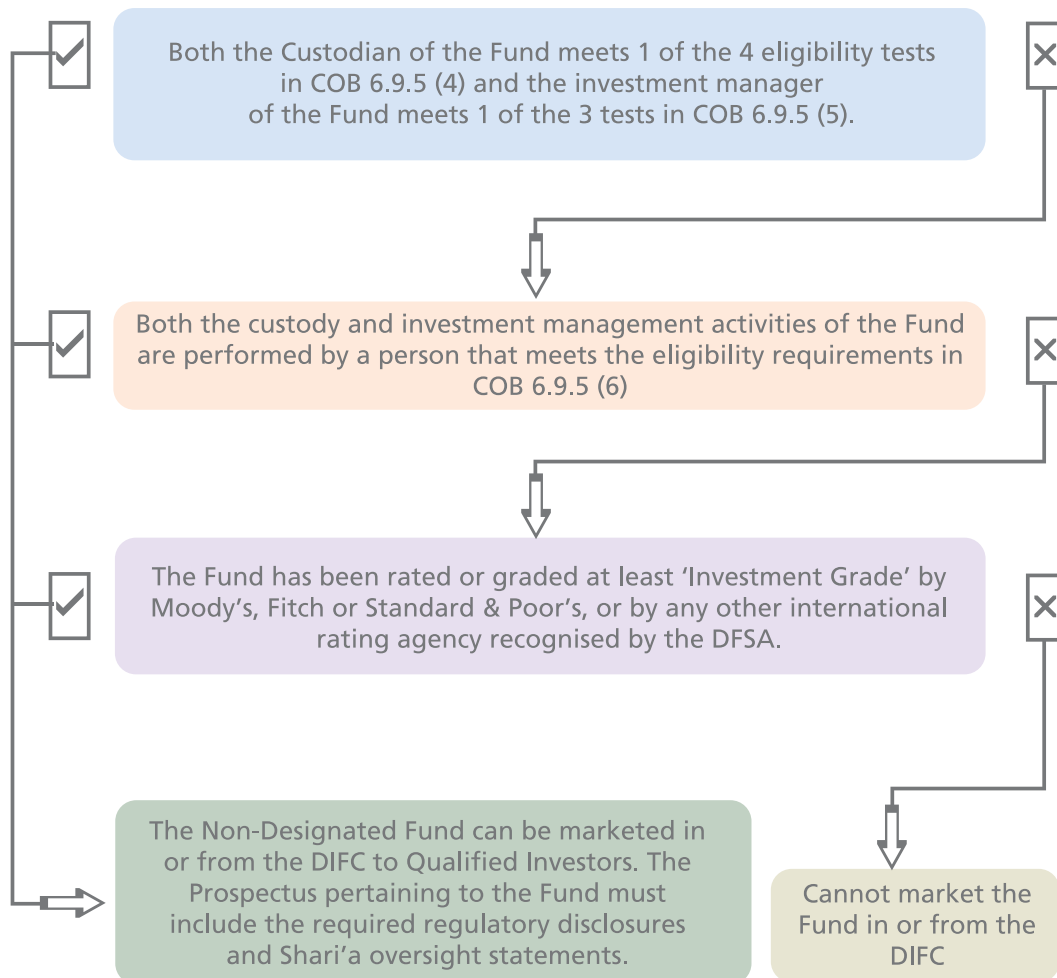 Both the Custodian of the Fund meets 1 of the 4 eligibility tests
in COB 6.9.5 (4) and the investment manager
of the Fund meets 1 of the 3 tests in COB 6.9.5 (5).
Both the custody and investment management activities of the Fund
are performed by a person that meets the eligibility requirements in
COB 6.9.5 (6)
The Fund has been rated or graded at least ‘Investment Grade’ by
Moody’s, Fitch or Standard & Poor’s, or by any other international
rating agency recognised by the DFSA.
The Non-Designated Fund can be marketed in
or from the DIFC to Qualified Investors. The
Prospectus pertaining to the Fund must
include the required regulatory disclosures
and Shari’a oversight statements.
Cannot market the
Fund in or from the
DIFC